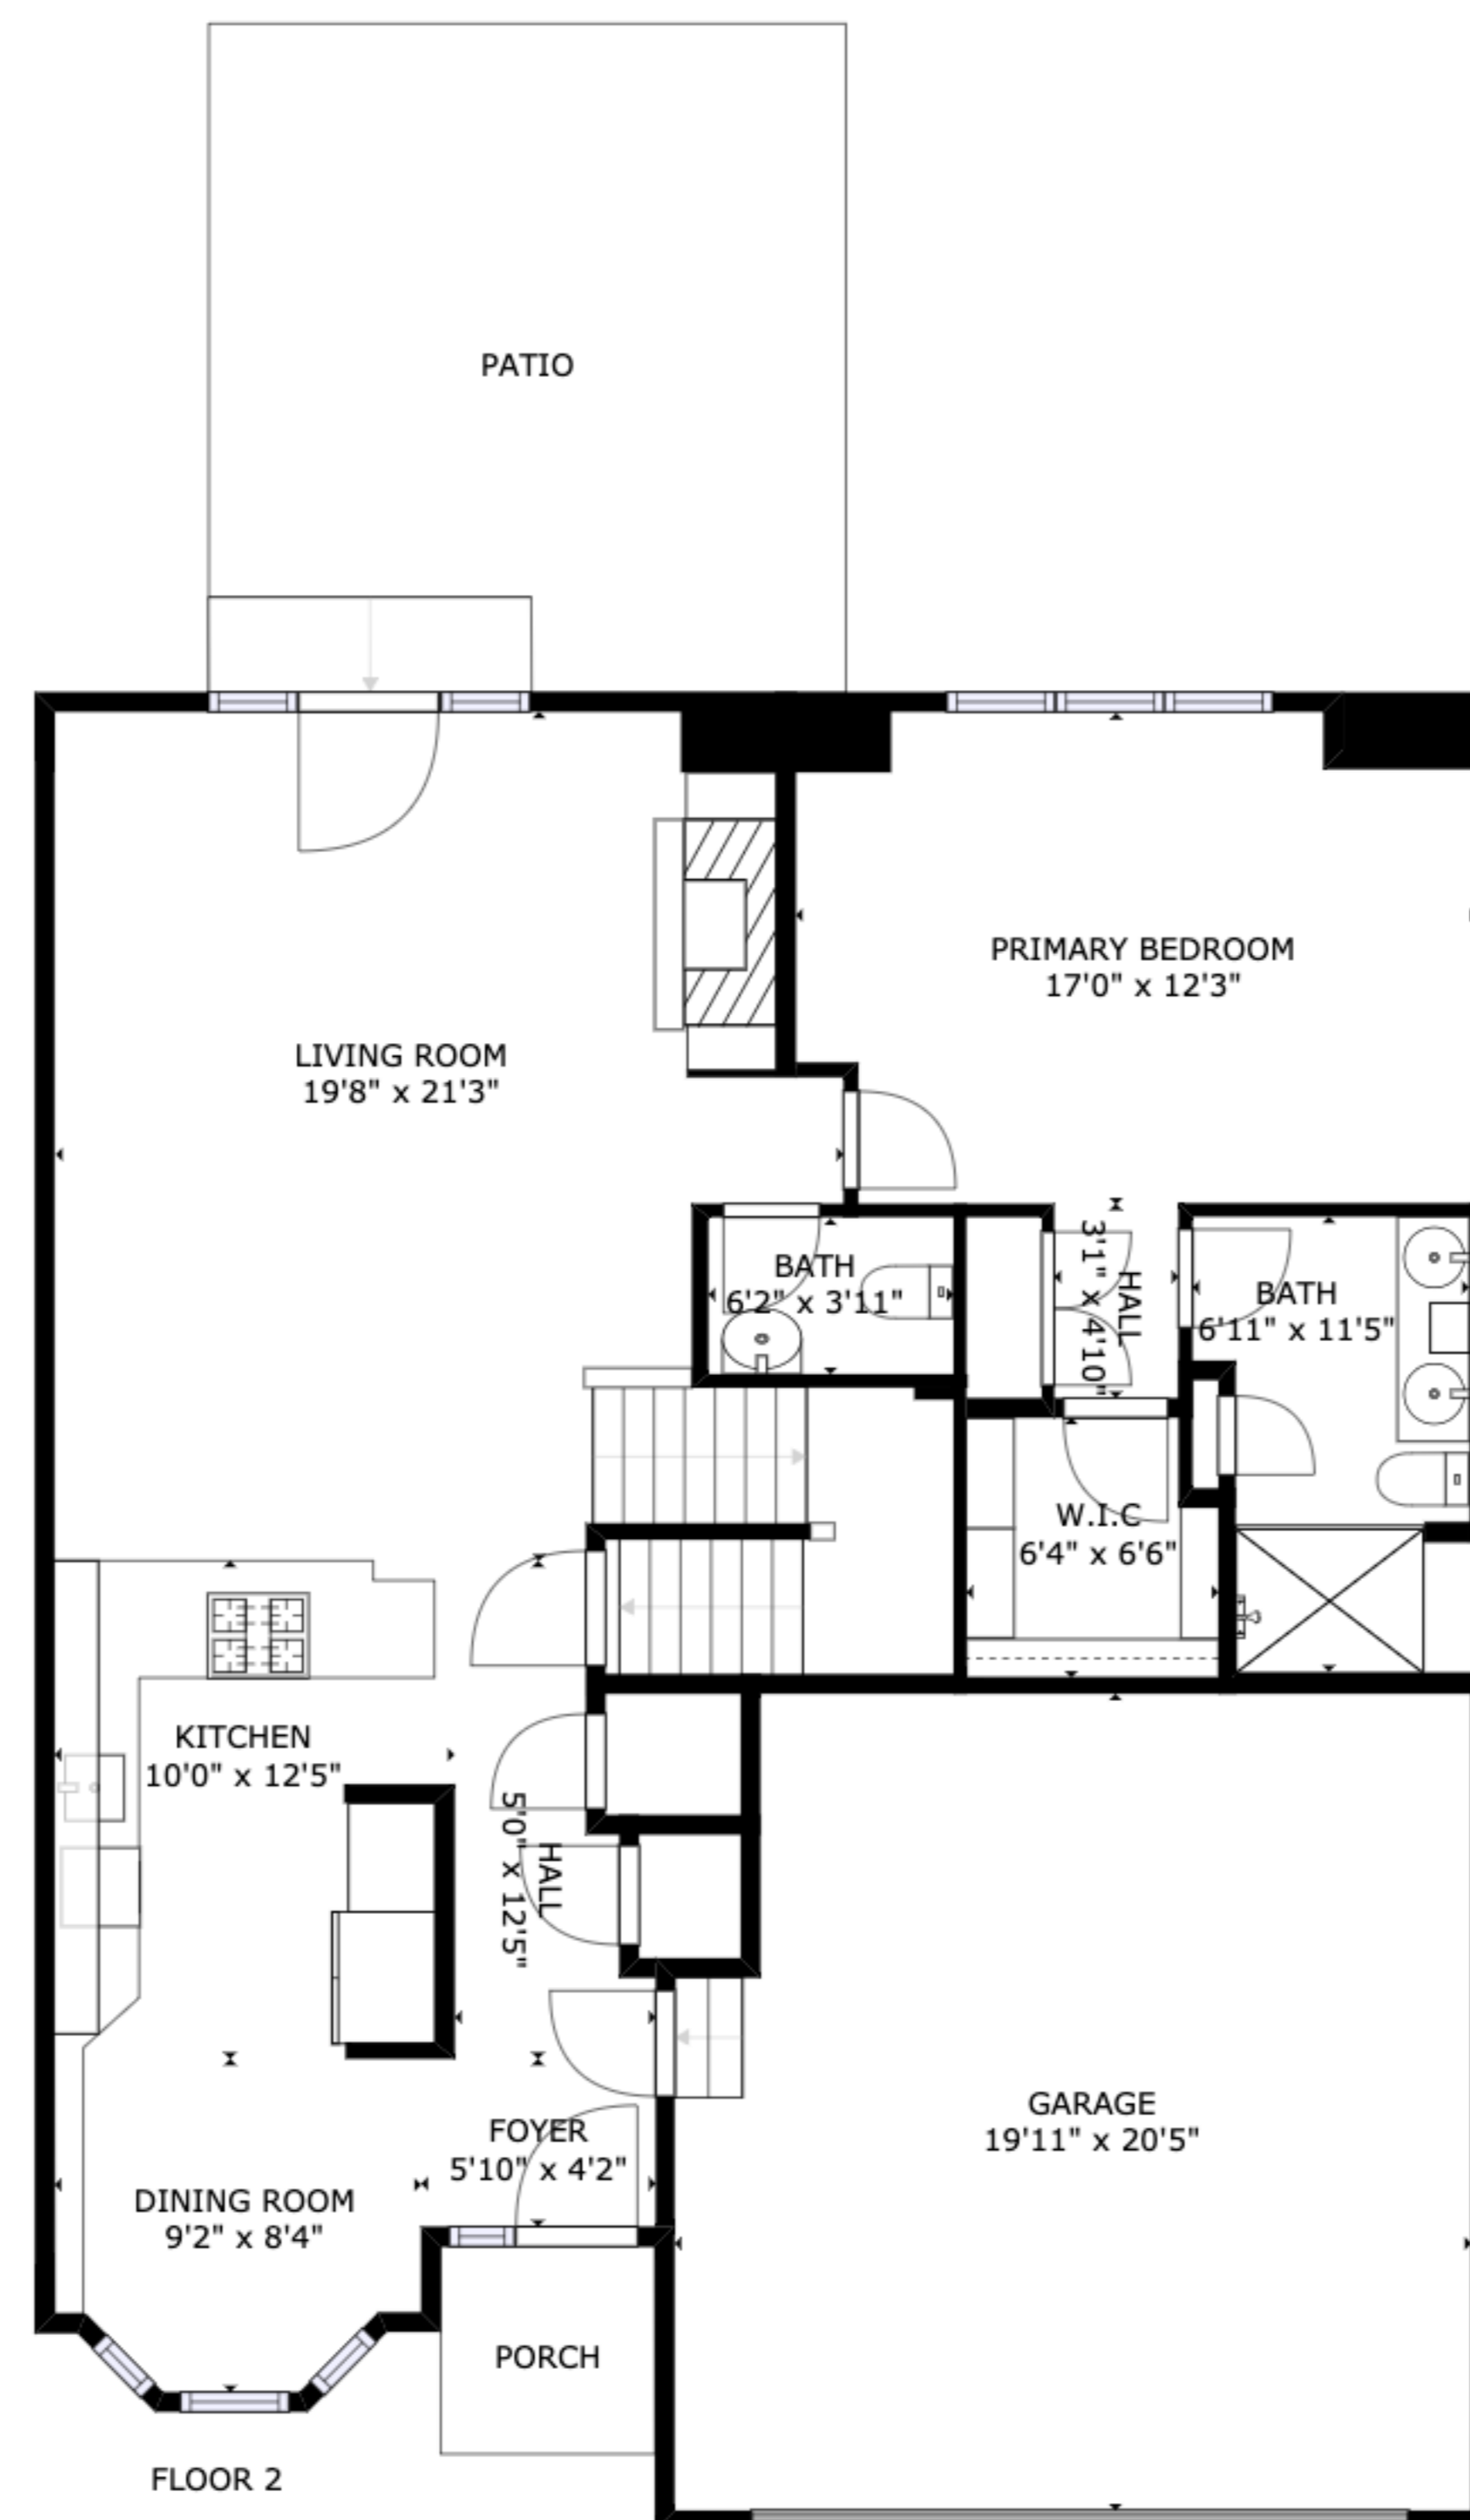 PATIO
PRIMARY BEDROOM
17'0" x 12'3"
LIVING ROOM
19'8" x 21'3"
BATH
6'2" x 3'11"
HALL
3'1" x 4'10"
BATH
6'11" x 11'5"
W.I.C
6'4" x 6'6"
KITCHEN
10'0" x 12'5"
HALL
5'0" x 12'5"
GARAGE
19'11" x 20'5"
FOYER
5'10" x 4'2"
DINING ROOM
9'2" x 8'4"
PORCH
FLOOR 2